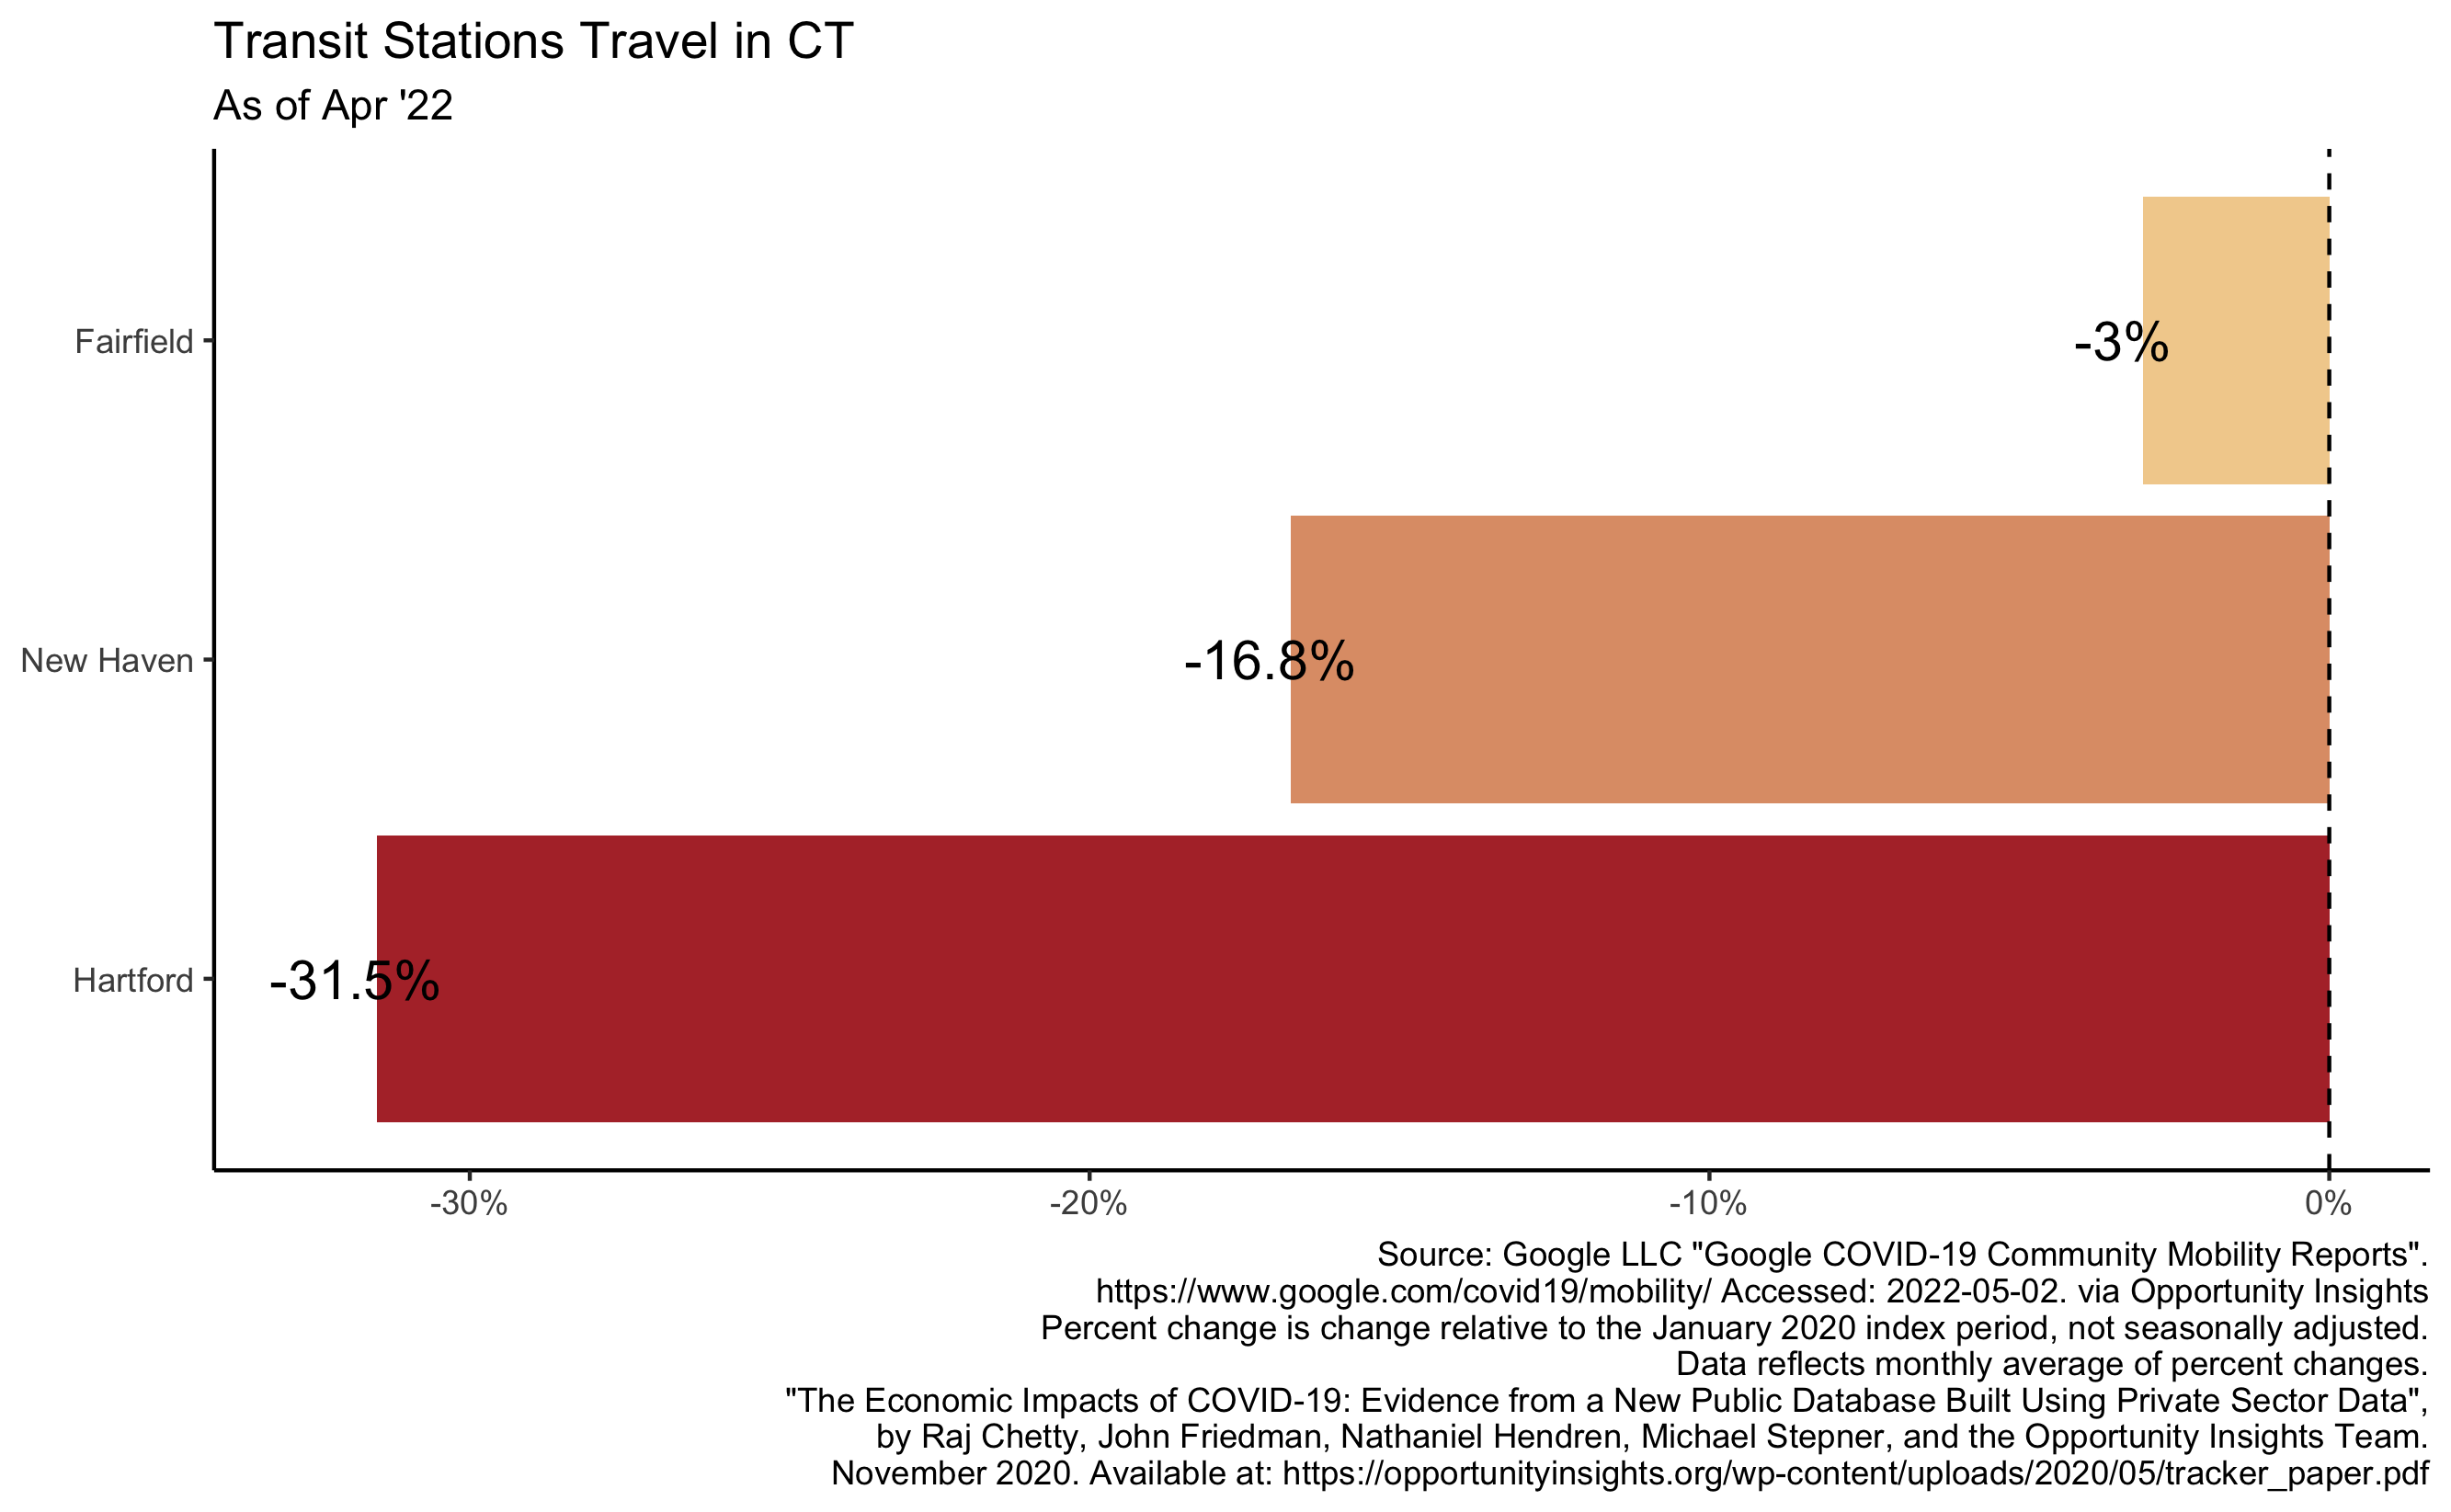 Transit Stations Travel in CT
As of Apr '22
Fairfield
-3%
New Haven
-16.8%
Hartford
-31.5%
-30%
-20%
-10%
0%
Source: Google LLC "Google COVID-19 Community Mobility Reports".
https://www.google.com/covid19/mobility/ Accessed: 2022-05-02. via Opportunity Insights
Percent change is change relative to the January 2020 index period, not seasonally adjusted.
Data reflects monthly average of percent changes.
"The Economic Impacts of COVID-19: Evidence from a New Public Database Built Using Private Sector Data",
by Raj Chetty, John Friedman, Nathaniel Hendren, Michael Stepner, and the Opportunity Insights Team.
November 2020. Available at: https://opportunityinsights.org/wp-content/uploads/2020/05/tracker_paper.pdf